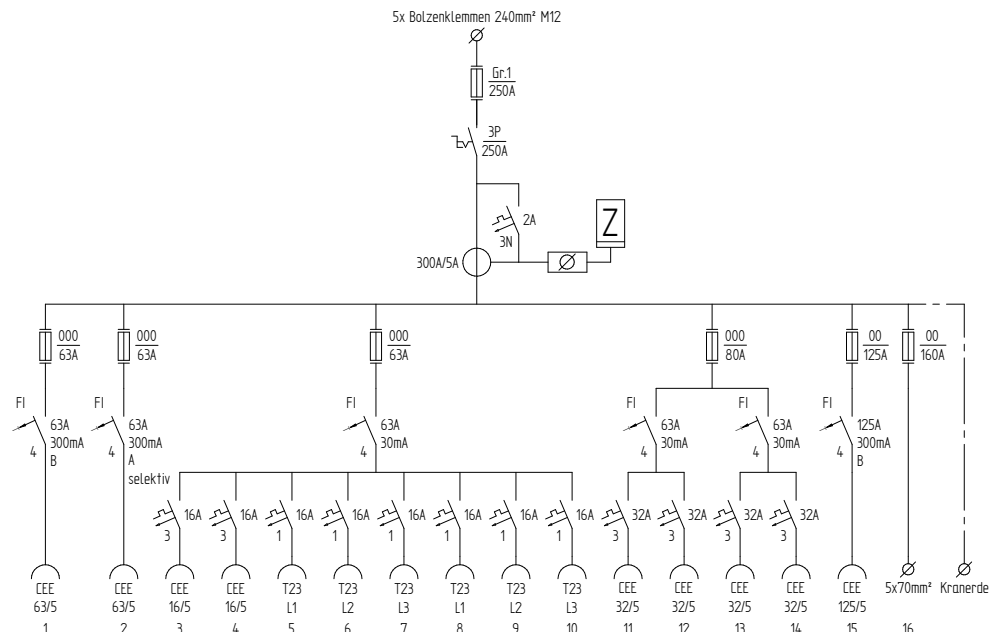 5x Bolzenklemmen 240mm² M12
Gr.1
250A
3P
250A
2A
3N
Z
300A/5A
000 000 000 000 00 00
63A 63A 63A 80A 125A 160A
FI FI FI FI FI FI
63A 63A 63A 63A 63A 125A
300mA 300mA 30mA 30mA 30mA 300mA
4 4 4 4 4 4
B A B
selektiv
16A 16A 16A 16A 16A 16A 16A 16A 32A 32A 32A 32A
3 3 1 1 1 1 1 1 3 3 3 3
CEE CEE CEE CEE T23 T23 T23 T23 T23 T23 CEE CEE CEE CEE CEE 5x70mm² Kranerde
63/5 63/5 16/5 16/5 L1 L2 L3 L1 L2 L3 32/5 32/5 32/5 32/5 125/5
1 2 3 4 5 6 7 8 9 10 11 12 13 14 15 16